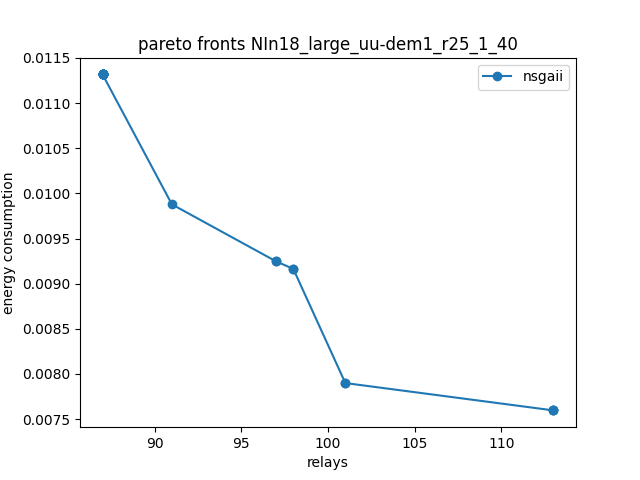 pareto fronts NIn18_large_uu-dem1_r25_1_40
nsgaii
energy consumption
0.0115
0.0110
0.0105
0.0100
0.0095
0.0090
0.0085
0.0080
0.0075
90 95 100 105 110
relays